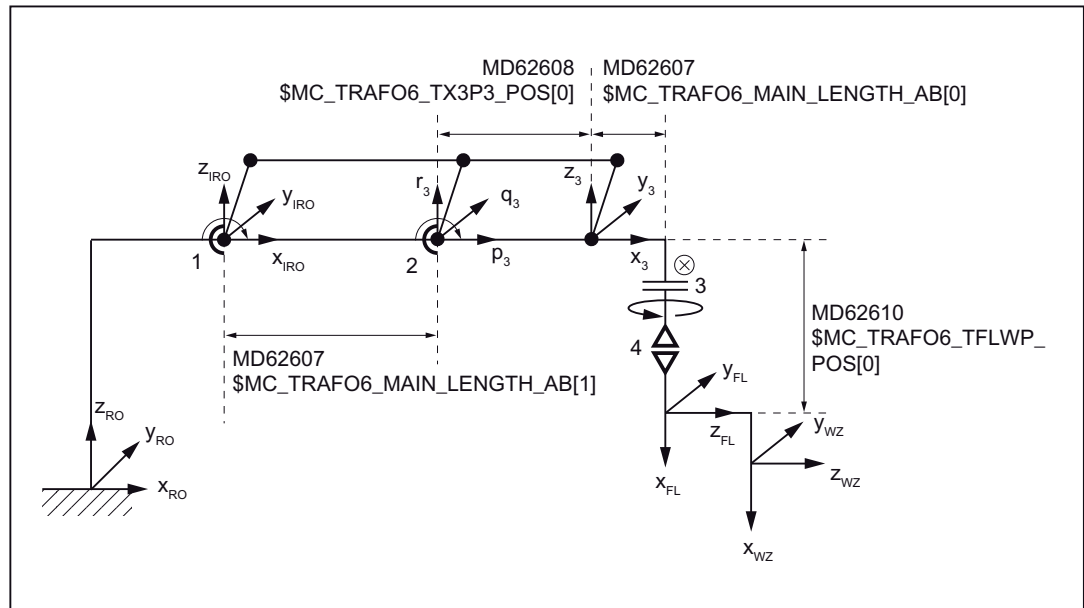 MD62608
$MC_TRAFO6_TX3P3_POS[0]
MD62607
$MC_TRAFO6_MAIN_LENGTH_AB[0]
z_IRO
y_IRO
x_IRO
1
r_3
q_3
p_3
2
z_3
y_3
x_3
3
4
MD62607
$MC_TRAFO6_MAIN_LENGTH_AB[1]
MD62610
$MC_TRAFO6_TFLWP_
POS[0]
z_RO
y_RO
x_RO
y_FL
z_FL
x_FL
y_WZ
z_WZ
x_WZ